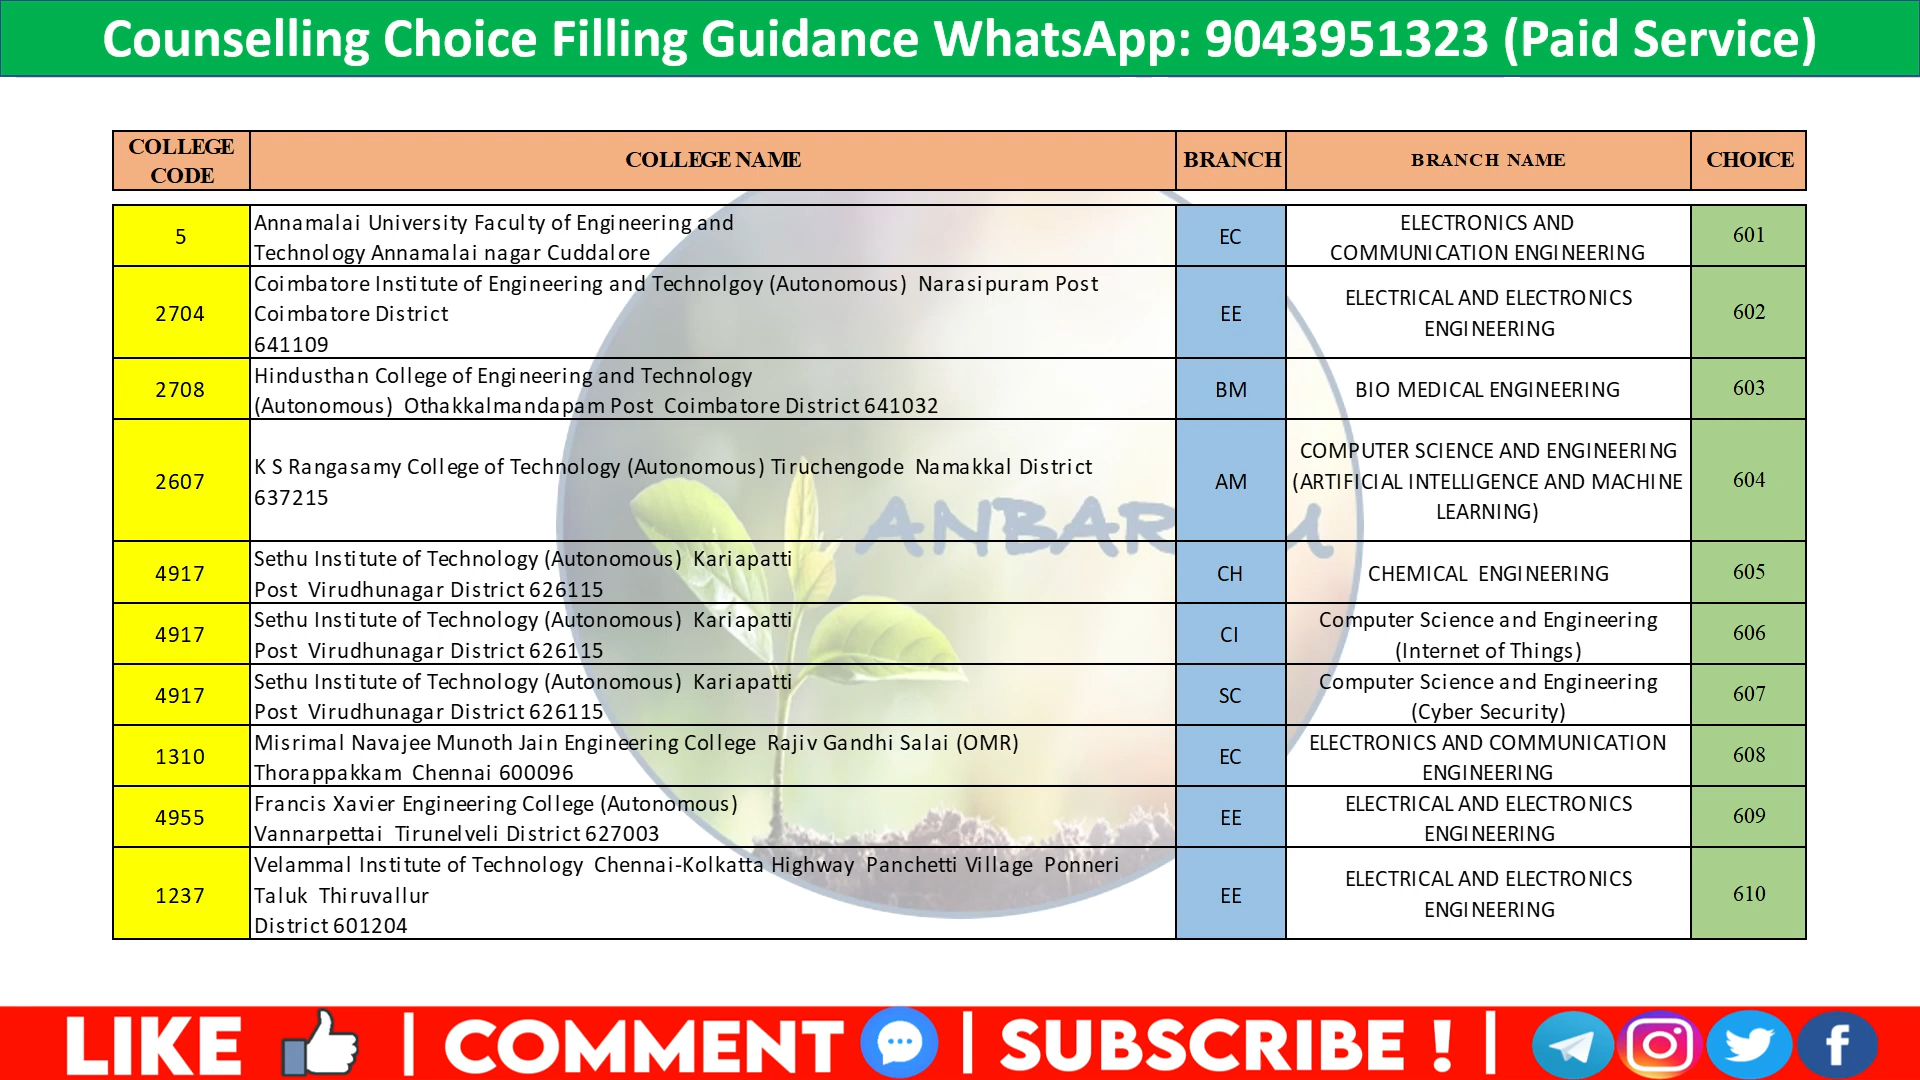 Counselling Choice Filling Guidance WhatsApp: 9043951323 (Paid Service)
COLLEGE CODE | COLLEGE NAME | BRANCH | BRANCH NAME | CHOICE
5
Annamalai University Faculty of Engineering and
Technology Annamalai nagar Cuddalore
EC
ELECTRONICS AND
COMMUNICATION ENGINEERING
601
2704
Coimbatore Institute of Engineering and Technolgoy (Autonomous) Narasipuram Post
Coimbatore District
641109
EE
ELECTRICAL AND ELECTRONICS
ENGINEERING
602
2708
Hindusthan College of Engineering and Technology
(Autonomous) Othakkalmandapam Post Coimbatore District 641032
BM
BIO MEDICAL ENGINEERING
603
2607
K S Rangasamy College of Technology (Autonomous) Tiruchengode Namakkal District
637215
AM
COMPUTER SCIENCE AND ENGINEERING
(ARTIFICIAL INTELLIGENCE AND MACHINE
LEARNING)
604
4917
Sethu Institute of Technology (Autonomous) Kariapatti
Post Virudhunagar District 626115
CH
CHEMICAL ENGINEERING
605
4917
Sethu Institute of Technology (Autonomous) Kariapatti
Post Virudhunagar District 626115
CI
Computer Science and Engineering
(Internet of Things)
606
4917
Sethu Institute of Technology (Autonomous) Kariapatti
Post Virudhunagar District 626115
SC
Computer Science and Engineering
(Cyber Security)
607
1310
Misrimal Navajee Munoth Jain Engineering College Rajiv Gandhi Salai (OMR)
Thorappakkam Chennai 600096
EC
ELECTRONICS AND COMMUNICATION
ENGINEERING
608
4955
Francis Xavier Engineering College (Autonomous)
Vannarpettai Tirunelveli District 627003
EE
ELECTRICAL AND ELECTRONICS
ENGINEERING
609
1237
Velammal Institute of Technology Chennai-Kolkatta Highway Panchetti Village Ponneri
Taluk Thiruvallur
District 601204
EE
ELECTRICAL AND ELECTRONICS
ENGINEERING
610
LIKE | COMMENT | SUBSCRIBE ! |